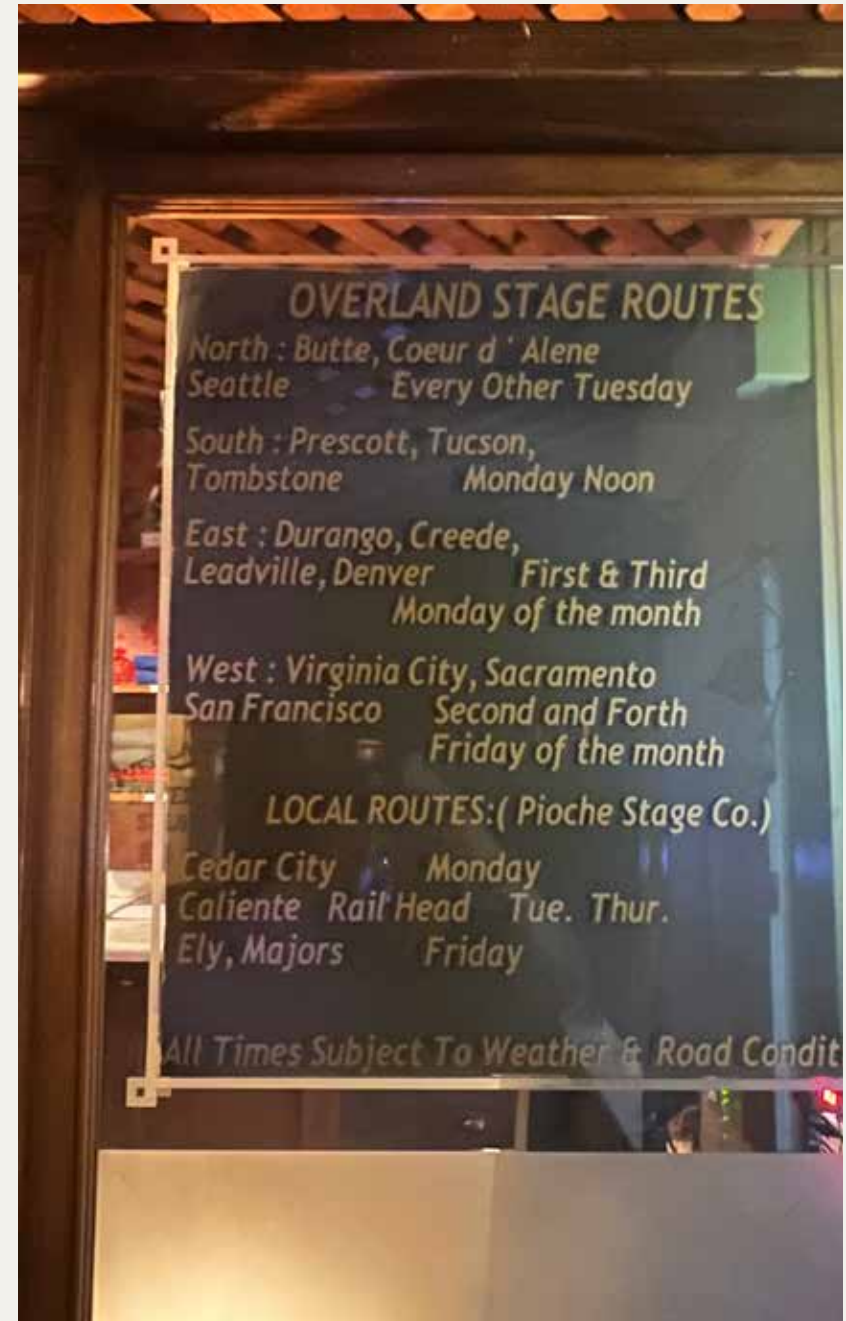 OVERLAND STAGE ROUTES
North : Butte, Coeur d ' Alene
Seattle Every Other Tuesday
South : Prescott, Tucson,
Tombstone Monday Noon
East : Durango, Creede,
Leadville, Denver First & Third
Monday of the month
West : Virginia City, Sacramento
San Francisco Second and Forth
Friday of the month
LOCAL ROUTES:( Pioche Stage Co.)
Cedar City Monday
Caliente Rail Head Tue. Thur.
Ely, Majors Friday
All Times Subject To Weather & Road Condit